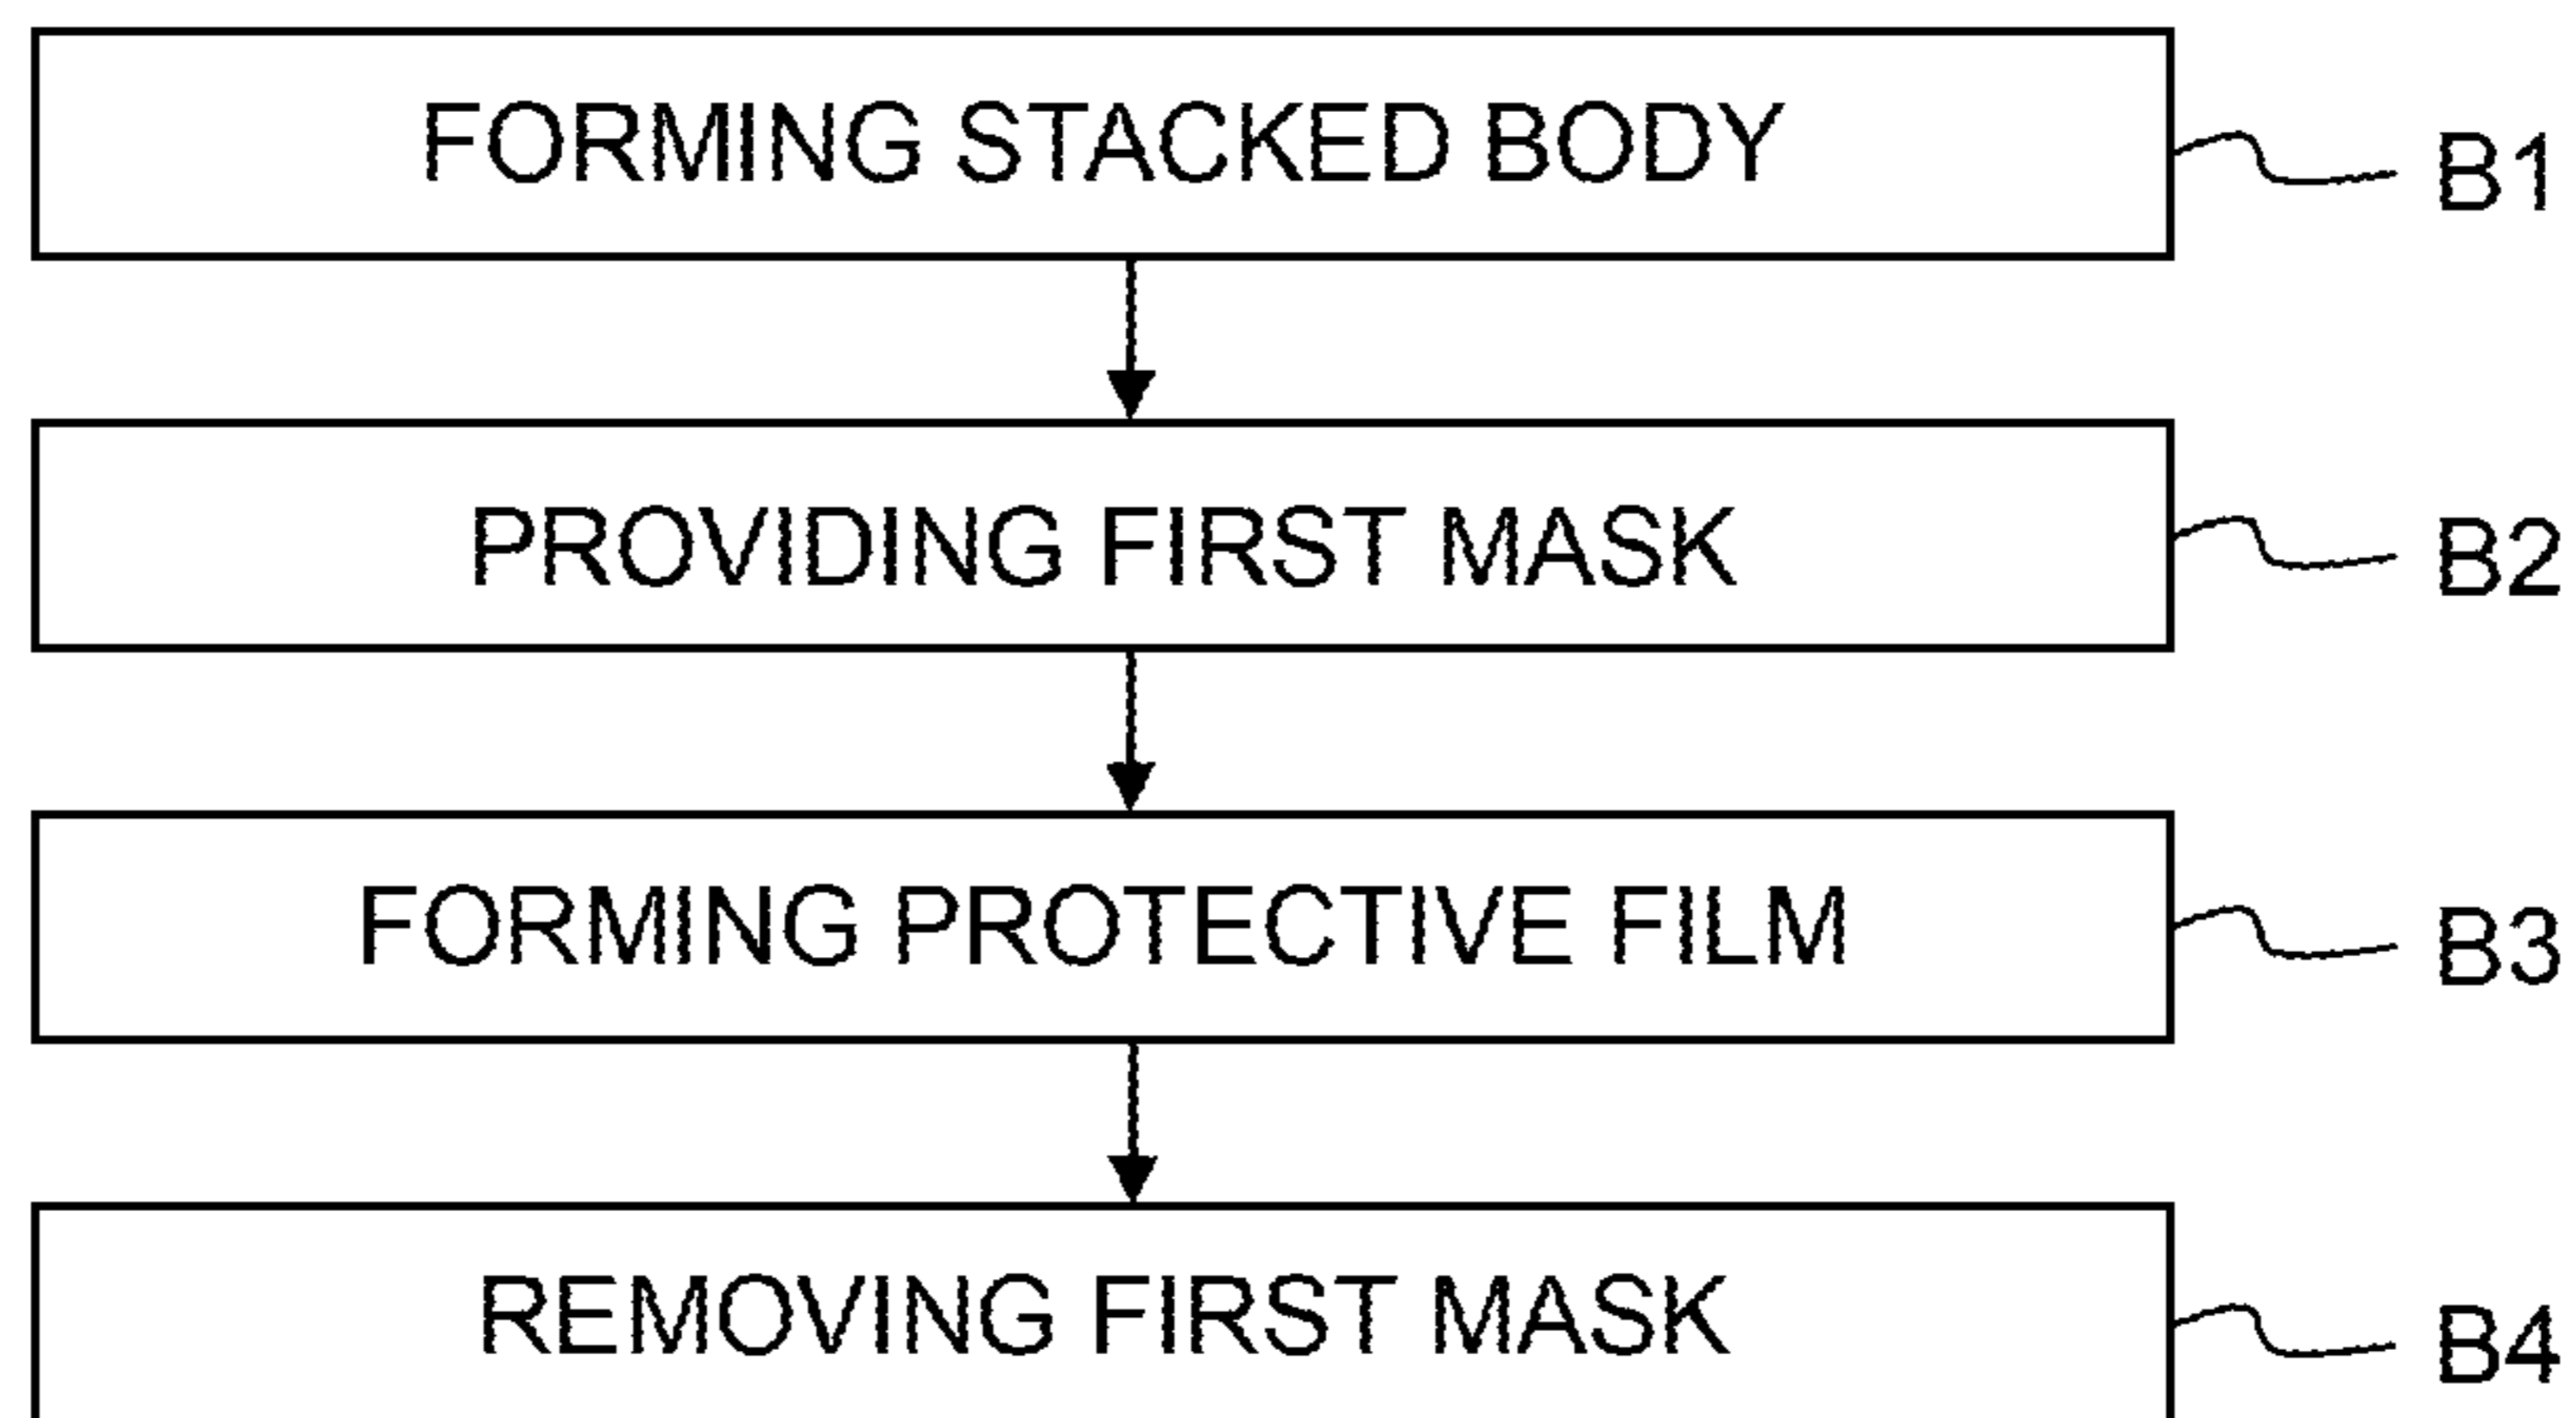 FORMING STACKED BODY
B1
PROVIDING FIRST MASK
B2
FORMING PROTECTIVE FILM
B3
REMOVING FIRST MASK
B4